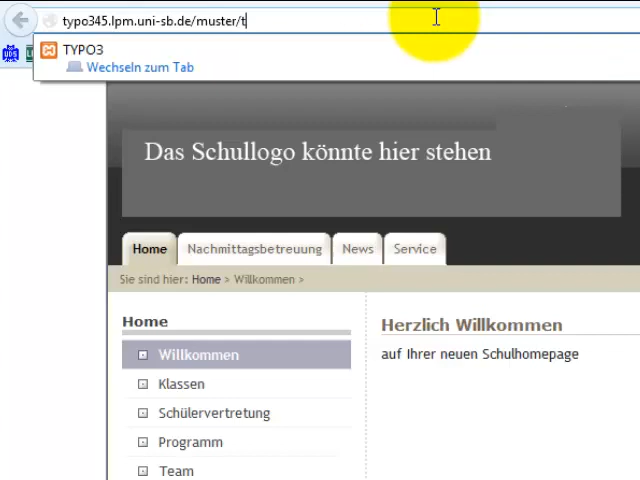 typo345.lpm.uni-sb.de/muster/t
UDS
TYPO3
Wechseln zum Tab
Das Schullogo könnte hier stehen
Home Nachmittagsbetreuung News Service
Sie sind hier: Home > Willkommen >
Home
Willkommen
Klassen
Schülervertretung
Programm
Team
Herzlich Willkommen
auf Ihrer neuen Schulhomepage